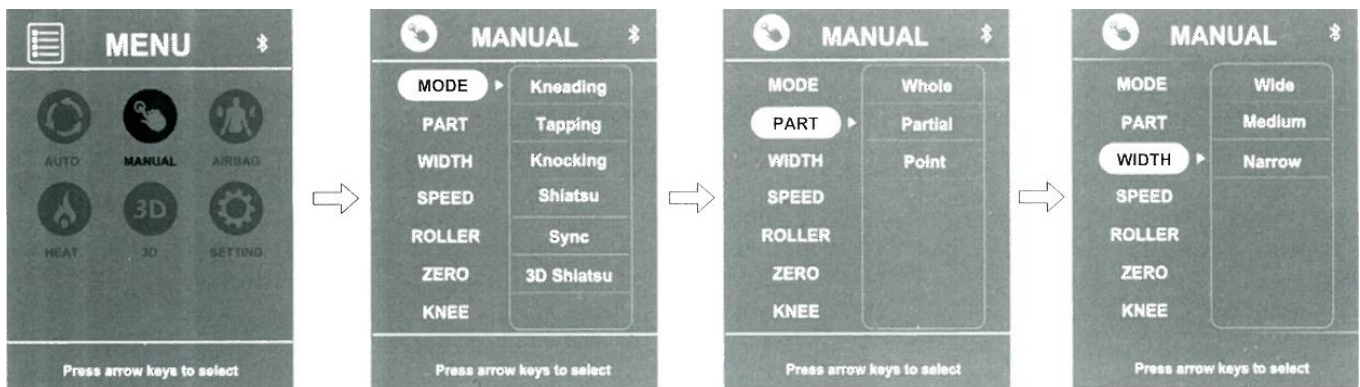 MENU
AUTO MANUAL AIRBAG
HEAT 3D SETTING
3D
Press arrow keys to select
MANUAL
MODE Kneading
PART Tapping
WIDTH Knocking
SPEED Shiatsu
ROLLER Sync
ZERO 3D Shiatsu
KNEE
Press arrow keys to select
MANUAL
MODE Whole
PART Partial
WIDTH Point
SPEED
ROLLER
ZERO
KNEE
Press arrow keys to select
MANUAL
MODE Wide
PART Medium
WIDTH Narrow
SPEED
ROLLER
ZERO
KNEE
Press arrow keys to select